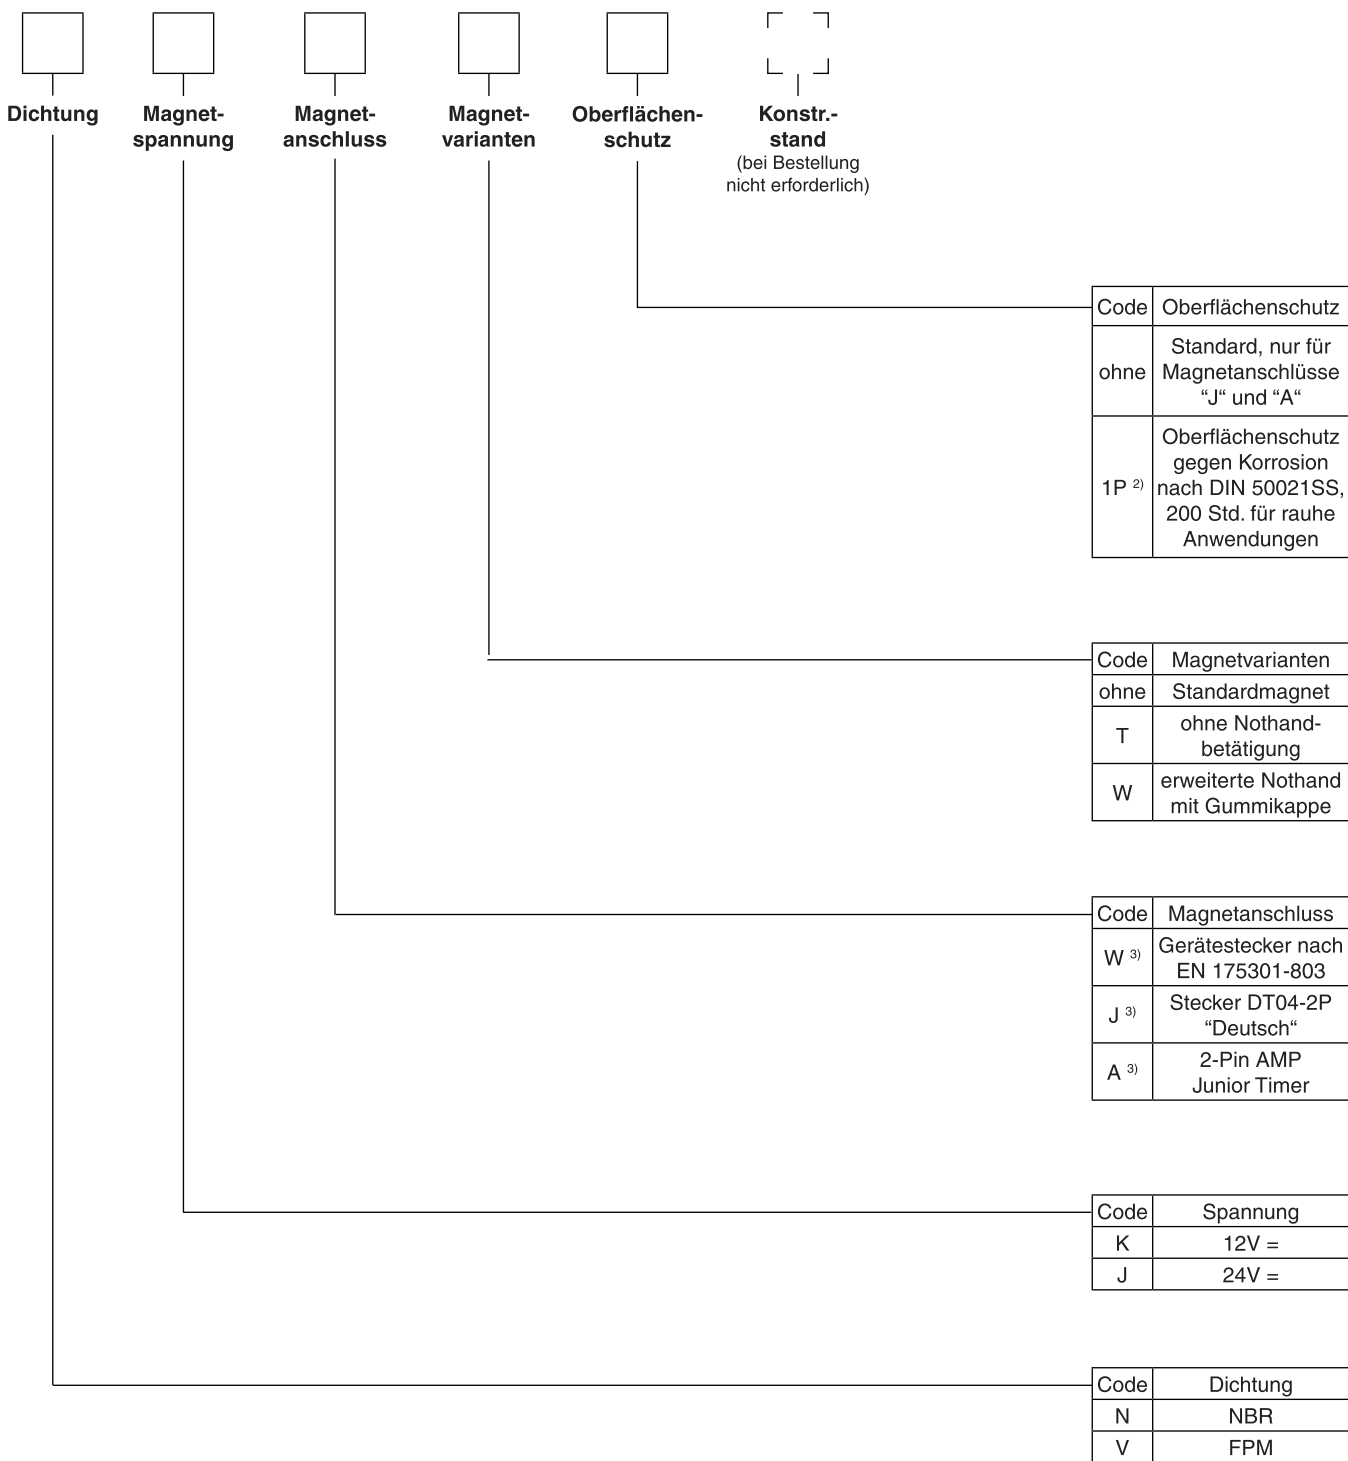 Dichtung
Magnet-
spannung
Magnet-
anschluss
Magnet-
varianten
Oberflächen-
schutz
Konstr.-
stand
(bei Bestellung
nicht erforderlich)
Code Oberflächenschutz
ohne Standard, nur für
Magnetanschlüsse
“J“ und “A“
1P ²⁾ Oberflächenschutz
gegen Korrosion
nach DIN 50021SS,
200 Std. für rauhe
Anwendungen
Code Magnetvarianten
ohne Standardmagnet
T ohne Nothand-
betätigung
W erweiterte Nothand
mit Gummikappe
Code Magnetanschluss
W ³⁾ Gerätestecker nach
EN 175301-803
J ³⁾ Stecker DT04-2P
“Deutsch“
A ³⁾ 2-Pin AMP
Junior Timer
Code Spannung
K 12V =
J 24V =
Code Dichtung
N NBR
V FPM